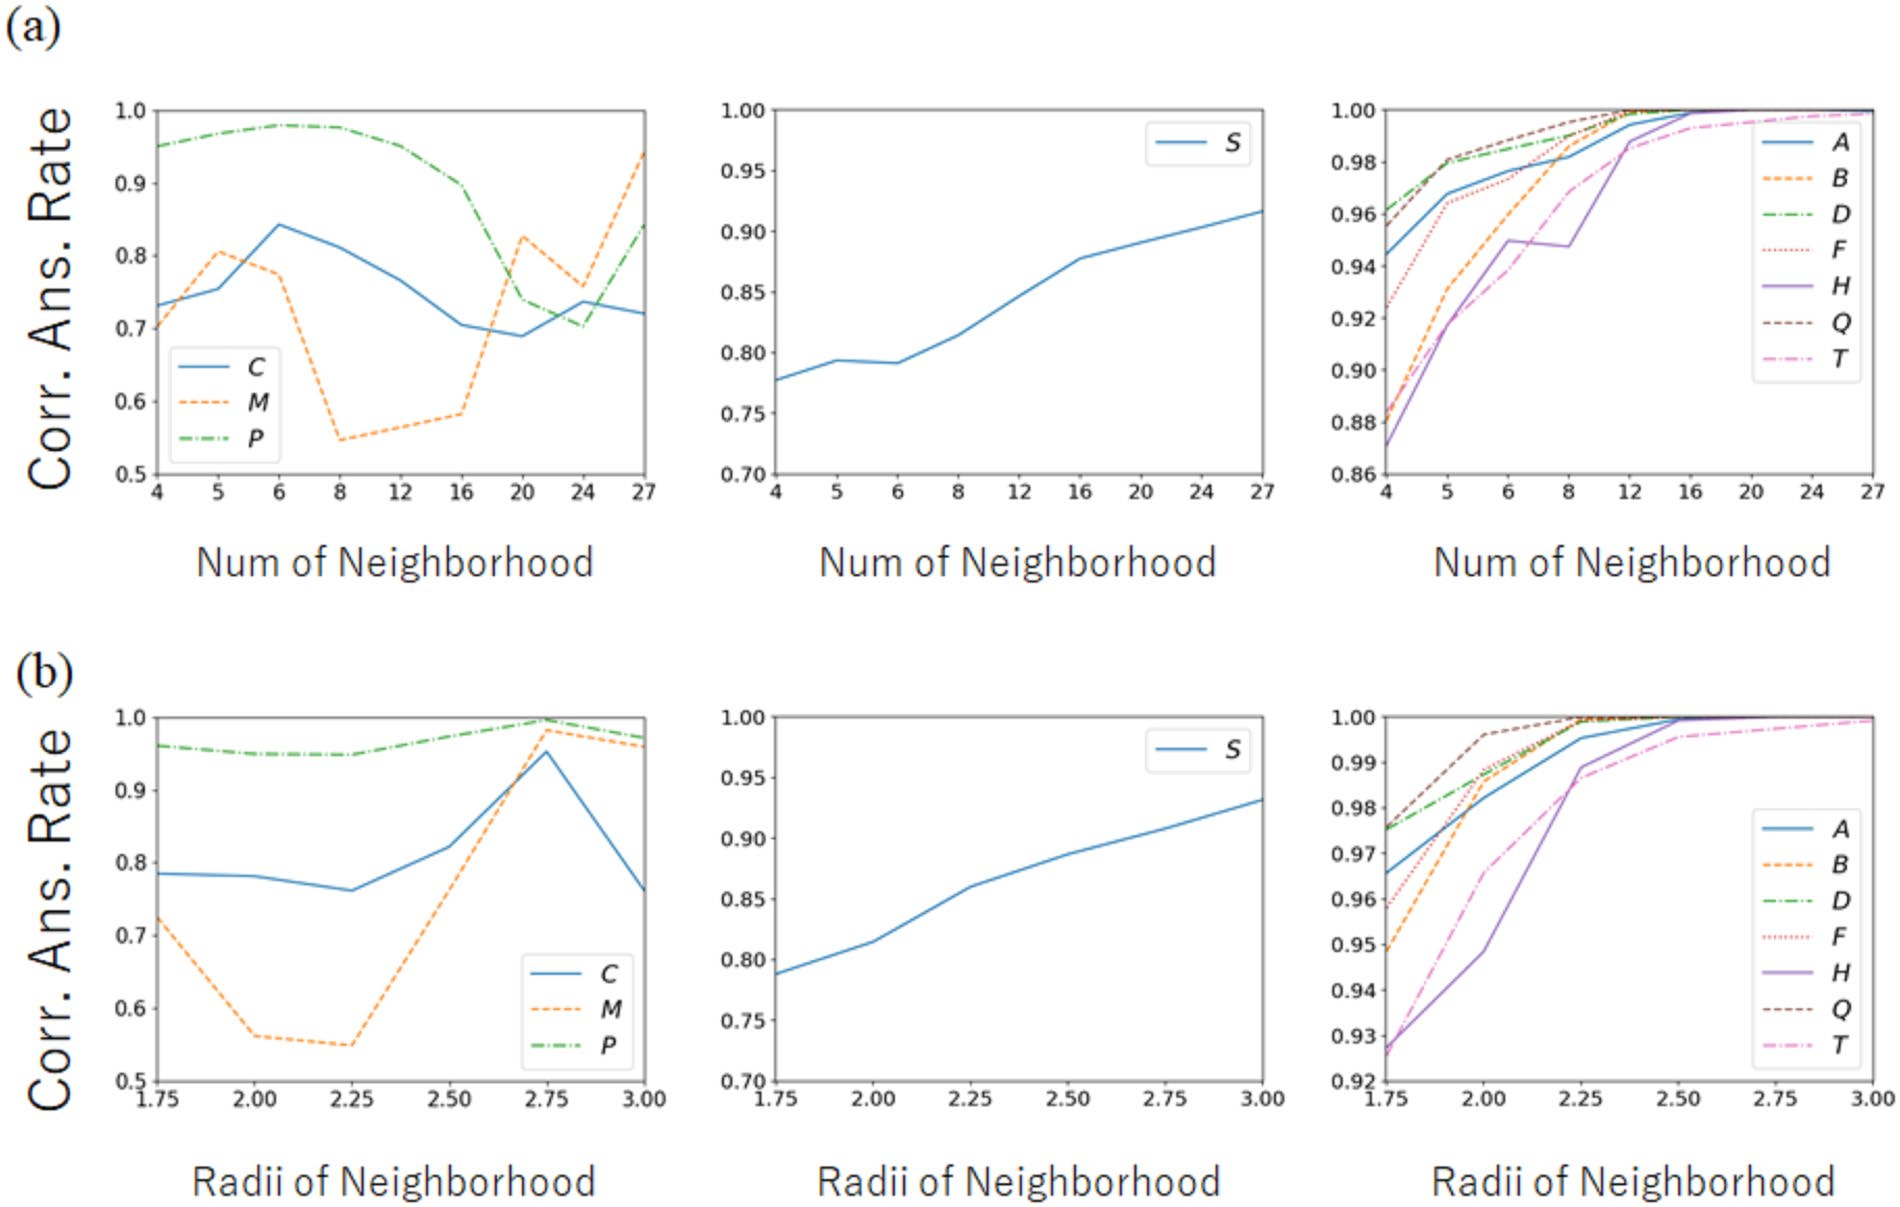 (a)
Corr. Ans. Rate
1.0
0.9
0.8
0.7
0.6
0.5
4 5 6 8 12 16 20 24 27
C
M
P
Num of Neighborhood
1.00
0.95
0.90
0.85
0.80
0.75
0.70
4 5 6 8 12 16 20 24 27
S
Num of Neighborhood
1.00
0.98
0.96
0.94
0.92
0.90
0.88
0.86
4 5 6 8 12 16 20 24 27
A
B
D
F
H
Q
T
Num of Neighborhood
(b)
Corr. Ans. Rate
1.0
0.9
0.8
0.7
0.6
0.5
1.75 2.00 2.25 2.50 2.75 3.00
C
M
P
Radii of Neighborhood
1.00
0.95
0.90
0.85
0.80
0.75
0.70
1.75 2.00 2.25 2.50 2.75 3.00
S
Radii of Neighborhood
1.00
0.99
0.98
0.97
0.96
0.95
0.94
0.93
0.92
1.75 2.00 2.25 2.50 2.75 3.00
A
B
D
F
H
Q
T
Radii of Neighborhood